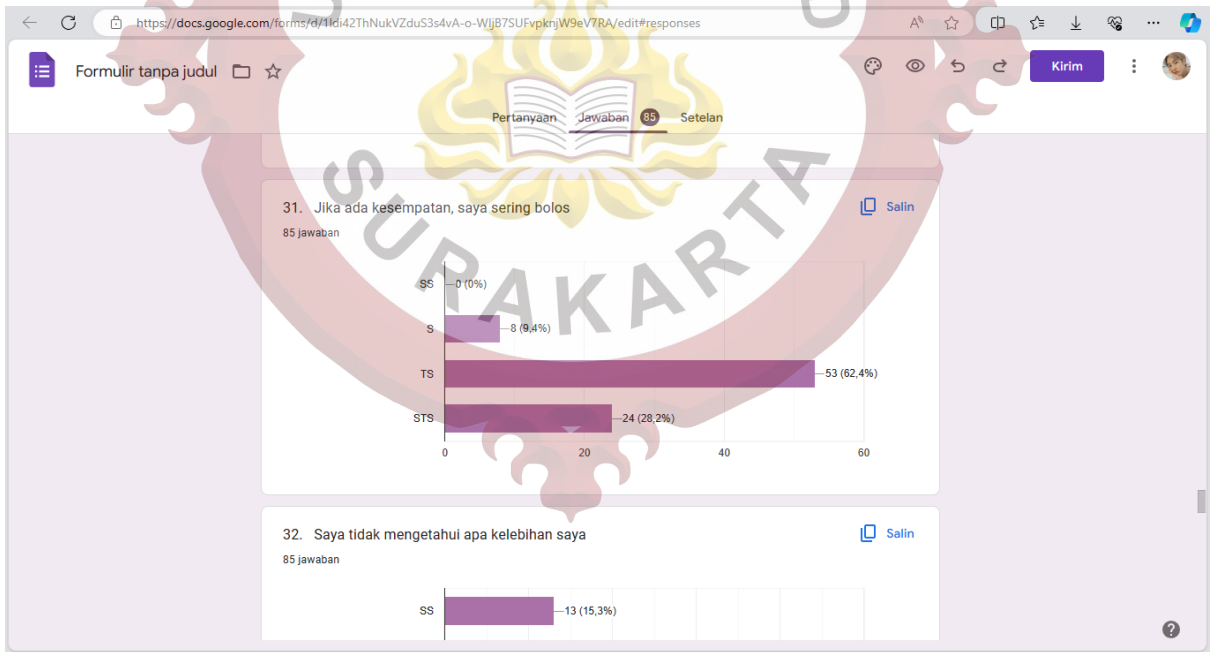 https://docs.google.com/forms/d/1Idi42ThNukVZduS3s4vA-o-WIjB7SUFvpknjW9eV7RA/edit#responses
Formulir tanpa judul
Kirim
Pertanyaan Jawaban 85 Setelan
31. Jika ada kesempatan, saya sering bolos
Salin
85 jawaban
SS 0 (0%)
S 8 (9,4%)
TS 53 (62,4%)
STS 24 (28,2%)
0 20 40 60
32. Saya tidak mengetahui apa kelebihan saya
Salin
85 jawaban
SS 13 (15,3%)
SURAKARTA